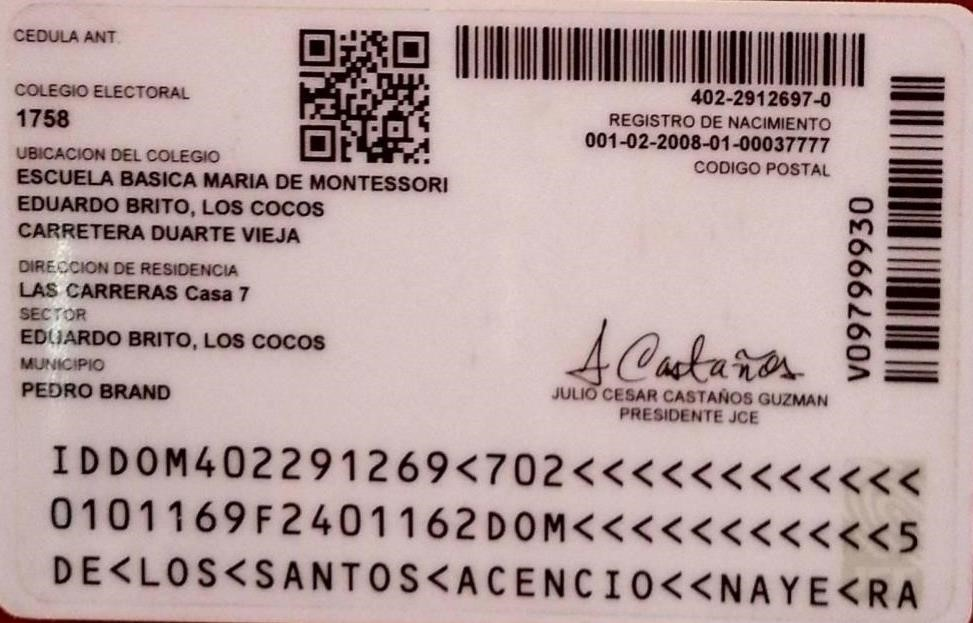 CEDULA ANT.
COLEGIO ELECTORAL
1758
UBICACION DEL COLEGIO
ESCUELA BASICA MARIA DE MONTESSORI
EDUARDO BRITO, LOS COCOS
CARRETERA DUARTE VIEJA
DIRECCION DE RESIDENCIA
LAS CARRERAS Casa 7
SECTOR
EDUARDO BRITO, LOS COCOS
MUNICIPIO
PEDRO BRAND
402-2912697-0
REGISTRO DE NACIMIENTO
001-02-2008-01-00037777
CODIGO POSTAL
V09799930
J Castaños
JULIO CESAR CASTAÑOS GUZMAN
PRESIDENTE JCE
IDDOM402291269<702<<<<<<<<<<<<<
0101169F2401162DOM<<<<<<<<<<<5
DE<LOS<SANTOS<ACENCIO<<NAYE<RA